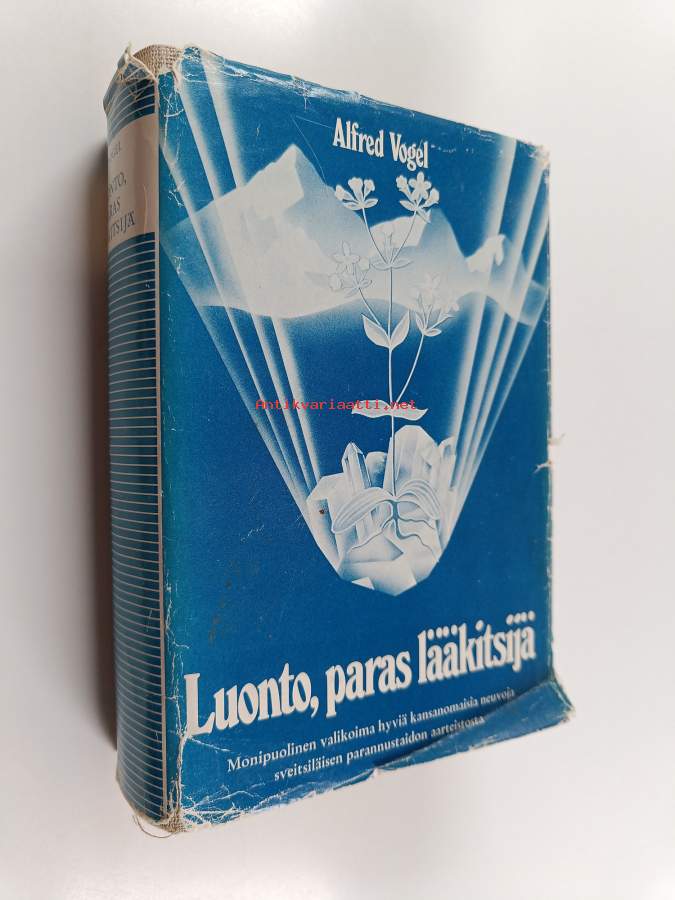 Alfred Vogel
Antikvariaatti.net
Luonto, paras lääkitsijä
Monipuolinen valikoima hyviä kansanomaisia neuvoja
sveitsiläisen parannustaidon aarteistosta